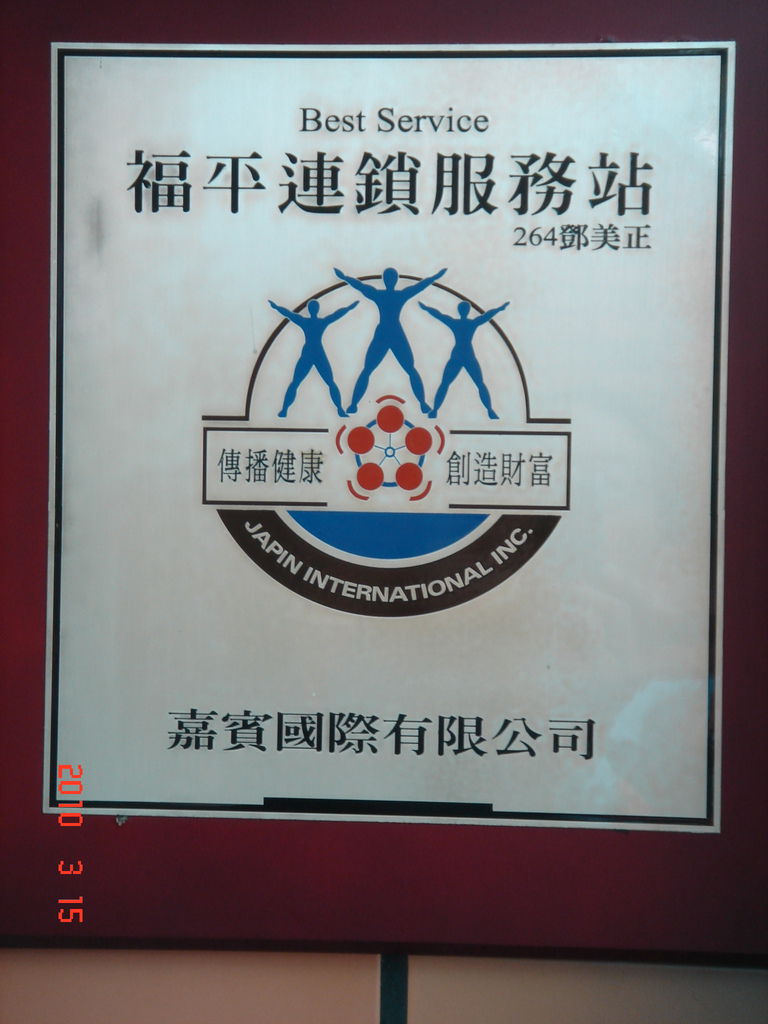 Best Service
福平連鎖服務站
264鄧美正
傳播健康
創造財富
JAPIN INTERNATIONAL INC.
嘉賓國際有限公司
2010 3 15